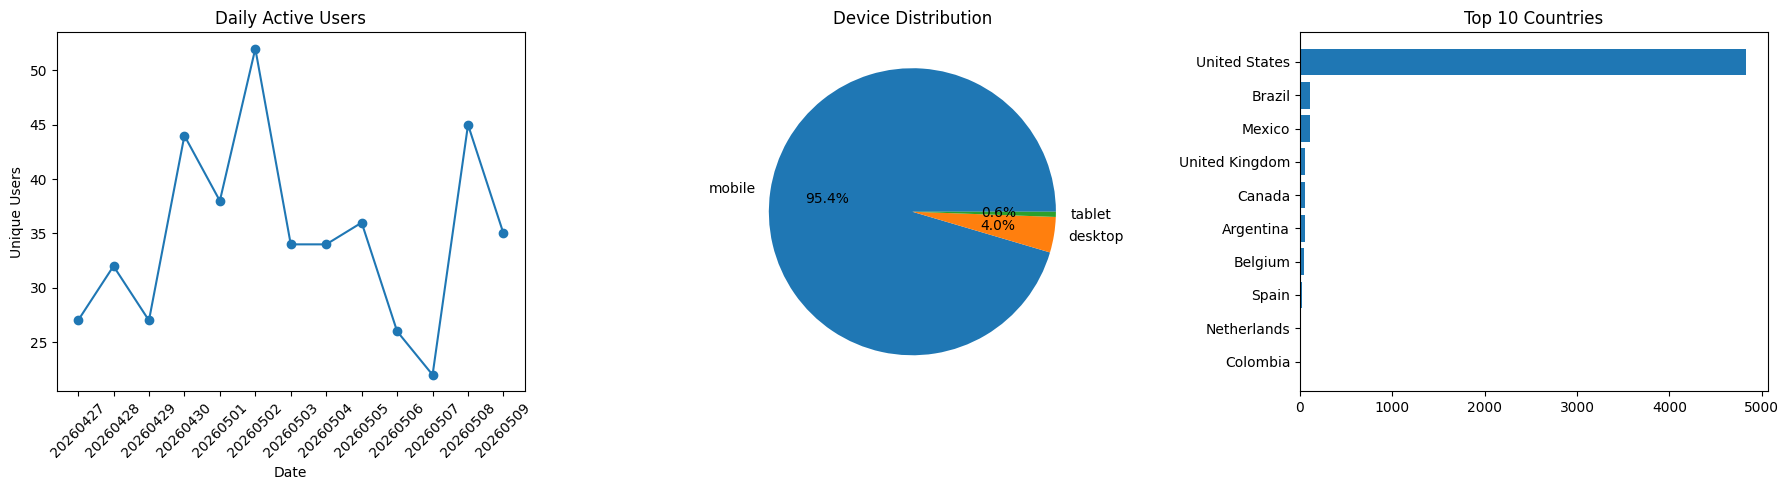 Daily Active Users
Unique Users
50
45
40
35
30
25
20260427
20260428
20260429
20260430
20260501
20260502
20260503
20260504
20260505
20260506
20260507
20260508
20260509
Date
Device Distribution
mobile
95.4%
0.6%
tablet
4.0%
desktop
Top 10 Countries
United States
Brazil
Mexico
United Kingdom
Canada
Argentina
Belgium
Spain
Netherlands
Colombia
0 1000 2000 3000 4000 5000